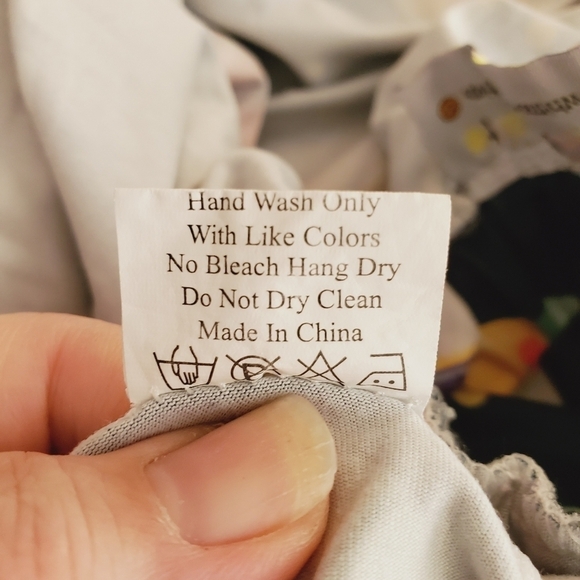 Hand Wash Only
With Like Colors
No Bleach Hang Dry
Do Not Dry Clean
Made In China